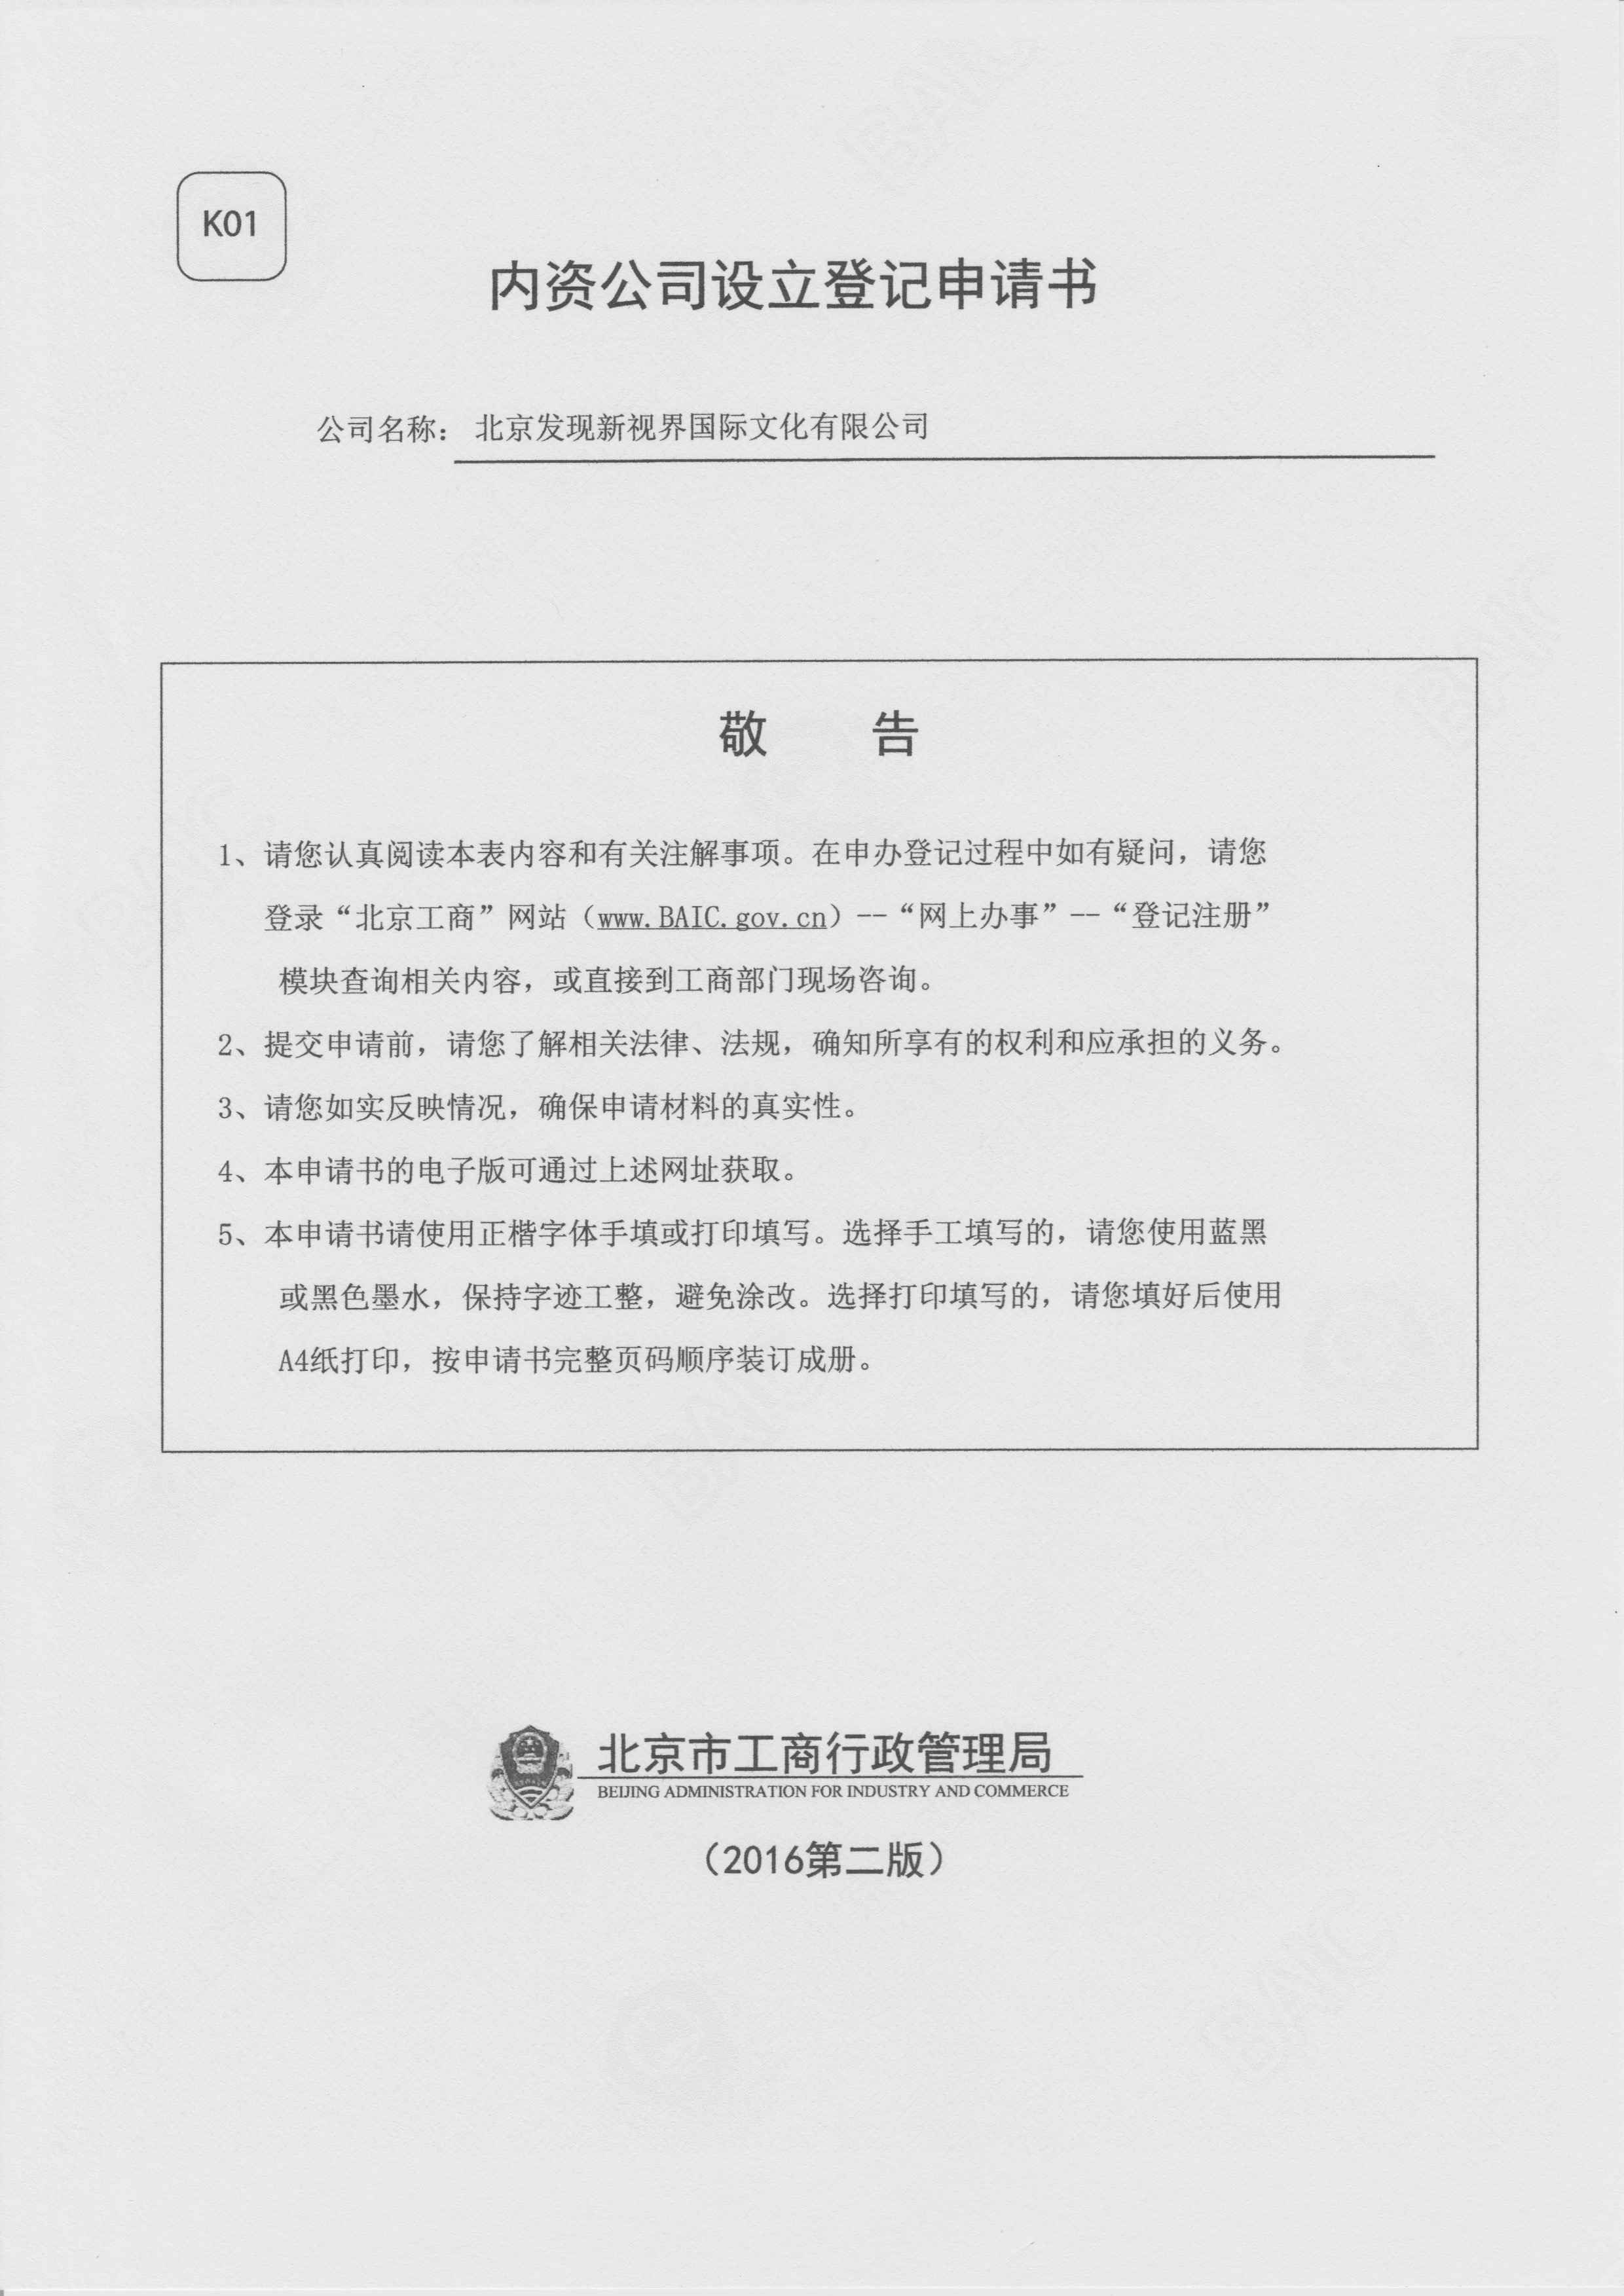 K01
内资公司设立登记申请书
公司名称： 北京发现新视界国际文化有限公司
敬 告
1、请您认真阅读本表内容和有关注解事项。在申办登记过程中如有疑问，请您
登录“北京工商”网站（www.BAIC.gov.cn）--“网上办事”--“登记注册”
模块查询相关内容，或直接到工商部门现场咨询。
2、提交申请前，请您了解相关法律、法规，确知所享有的权利和应承担的义务。
3、请您如实反映情况，确保申请材料的真实性。
4、本申请书的电子版可通过上述网址获取。
5、本申请书请使用正楷字体手填或打印填写。选择手工填写的，请您使用蓝黑
或黑色墨水，保持字迹工整，避免涂改。选择打印填写的，请您填好后使用
A4纸打印，按申请书完整页码顺序装订成册。
北京市工商行政管理局
BEIJING ADMINISTRATION FOR INDUSTRY AND COMMERCE
（2016第二版）